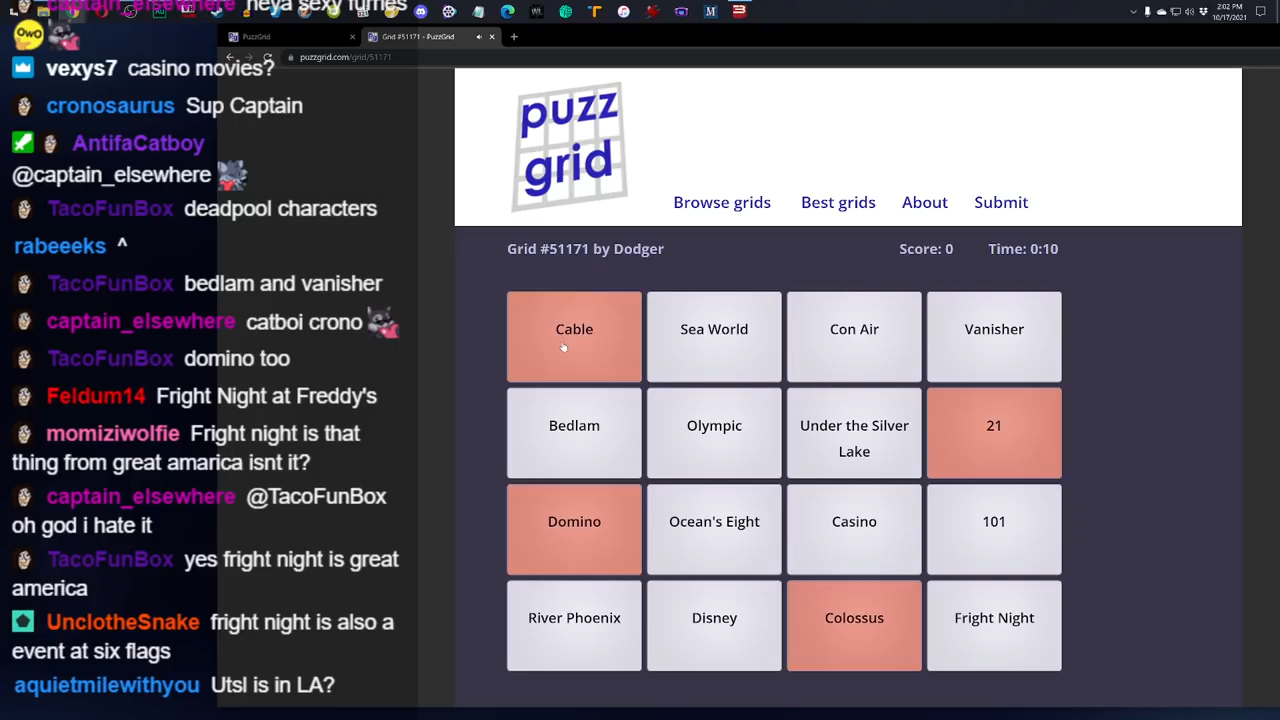 captain_elsewhere heya sexy fumes
vexys7 casino movies?
cronosaurus Sup Captain
AntifaCatboy
@captain_elsewhere
TacoFunBox deadpool characters
rabeeeks ^
TacoFunBox bedlam and vanisher
captain_elsewhere catboi crono
TacoFunBox domino too
Feldum14 Fright Night at Freddy's
momiziwolfie Fright night is that
thing from great amarica isnt it?
captain_elsewhere @TacoFunBox
oh god i hate it
TacoFunBox yes fright night is great
america
UnclotheSnake fright night is also a
event at six flags
aquietmilewithyou Utsl is in LA?
2:02 PM
10/17/2021
PuzzGrid
Grid #51171 - PuzzGrid
puzzgrid.com/grid/51171
puzz
grid
Browse grids Best grids About Submit
Grid #51171 by Dodger Score: 0 Time: 0:10
Cable Sea World Con Air Vanisher
Bedlam Olympic Under the Silver Lake 21
Domino Ocean's Eight Casino 101
River Phoenix Disney Colossus Fright Night